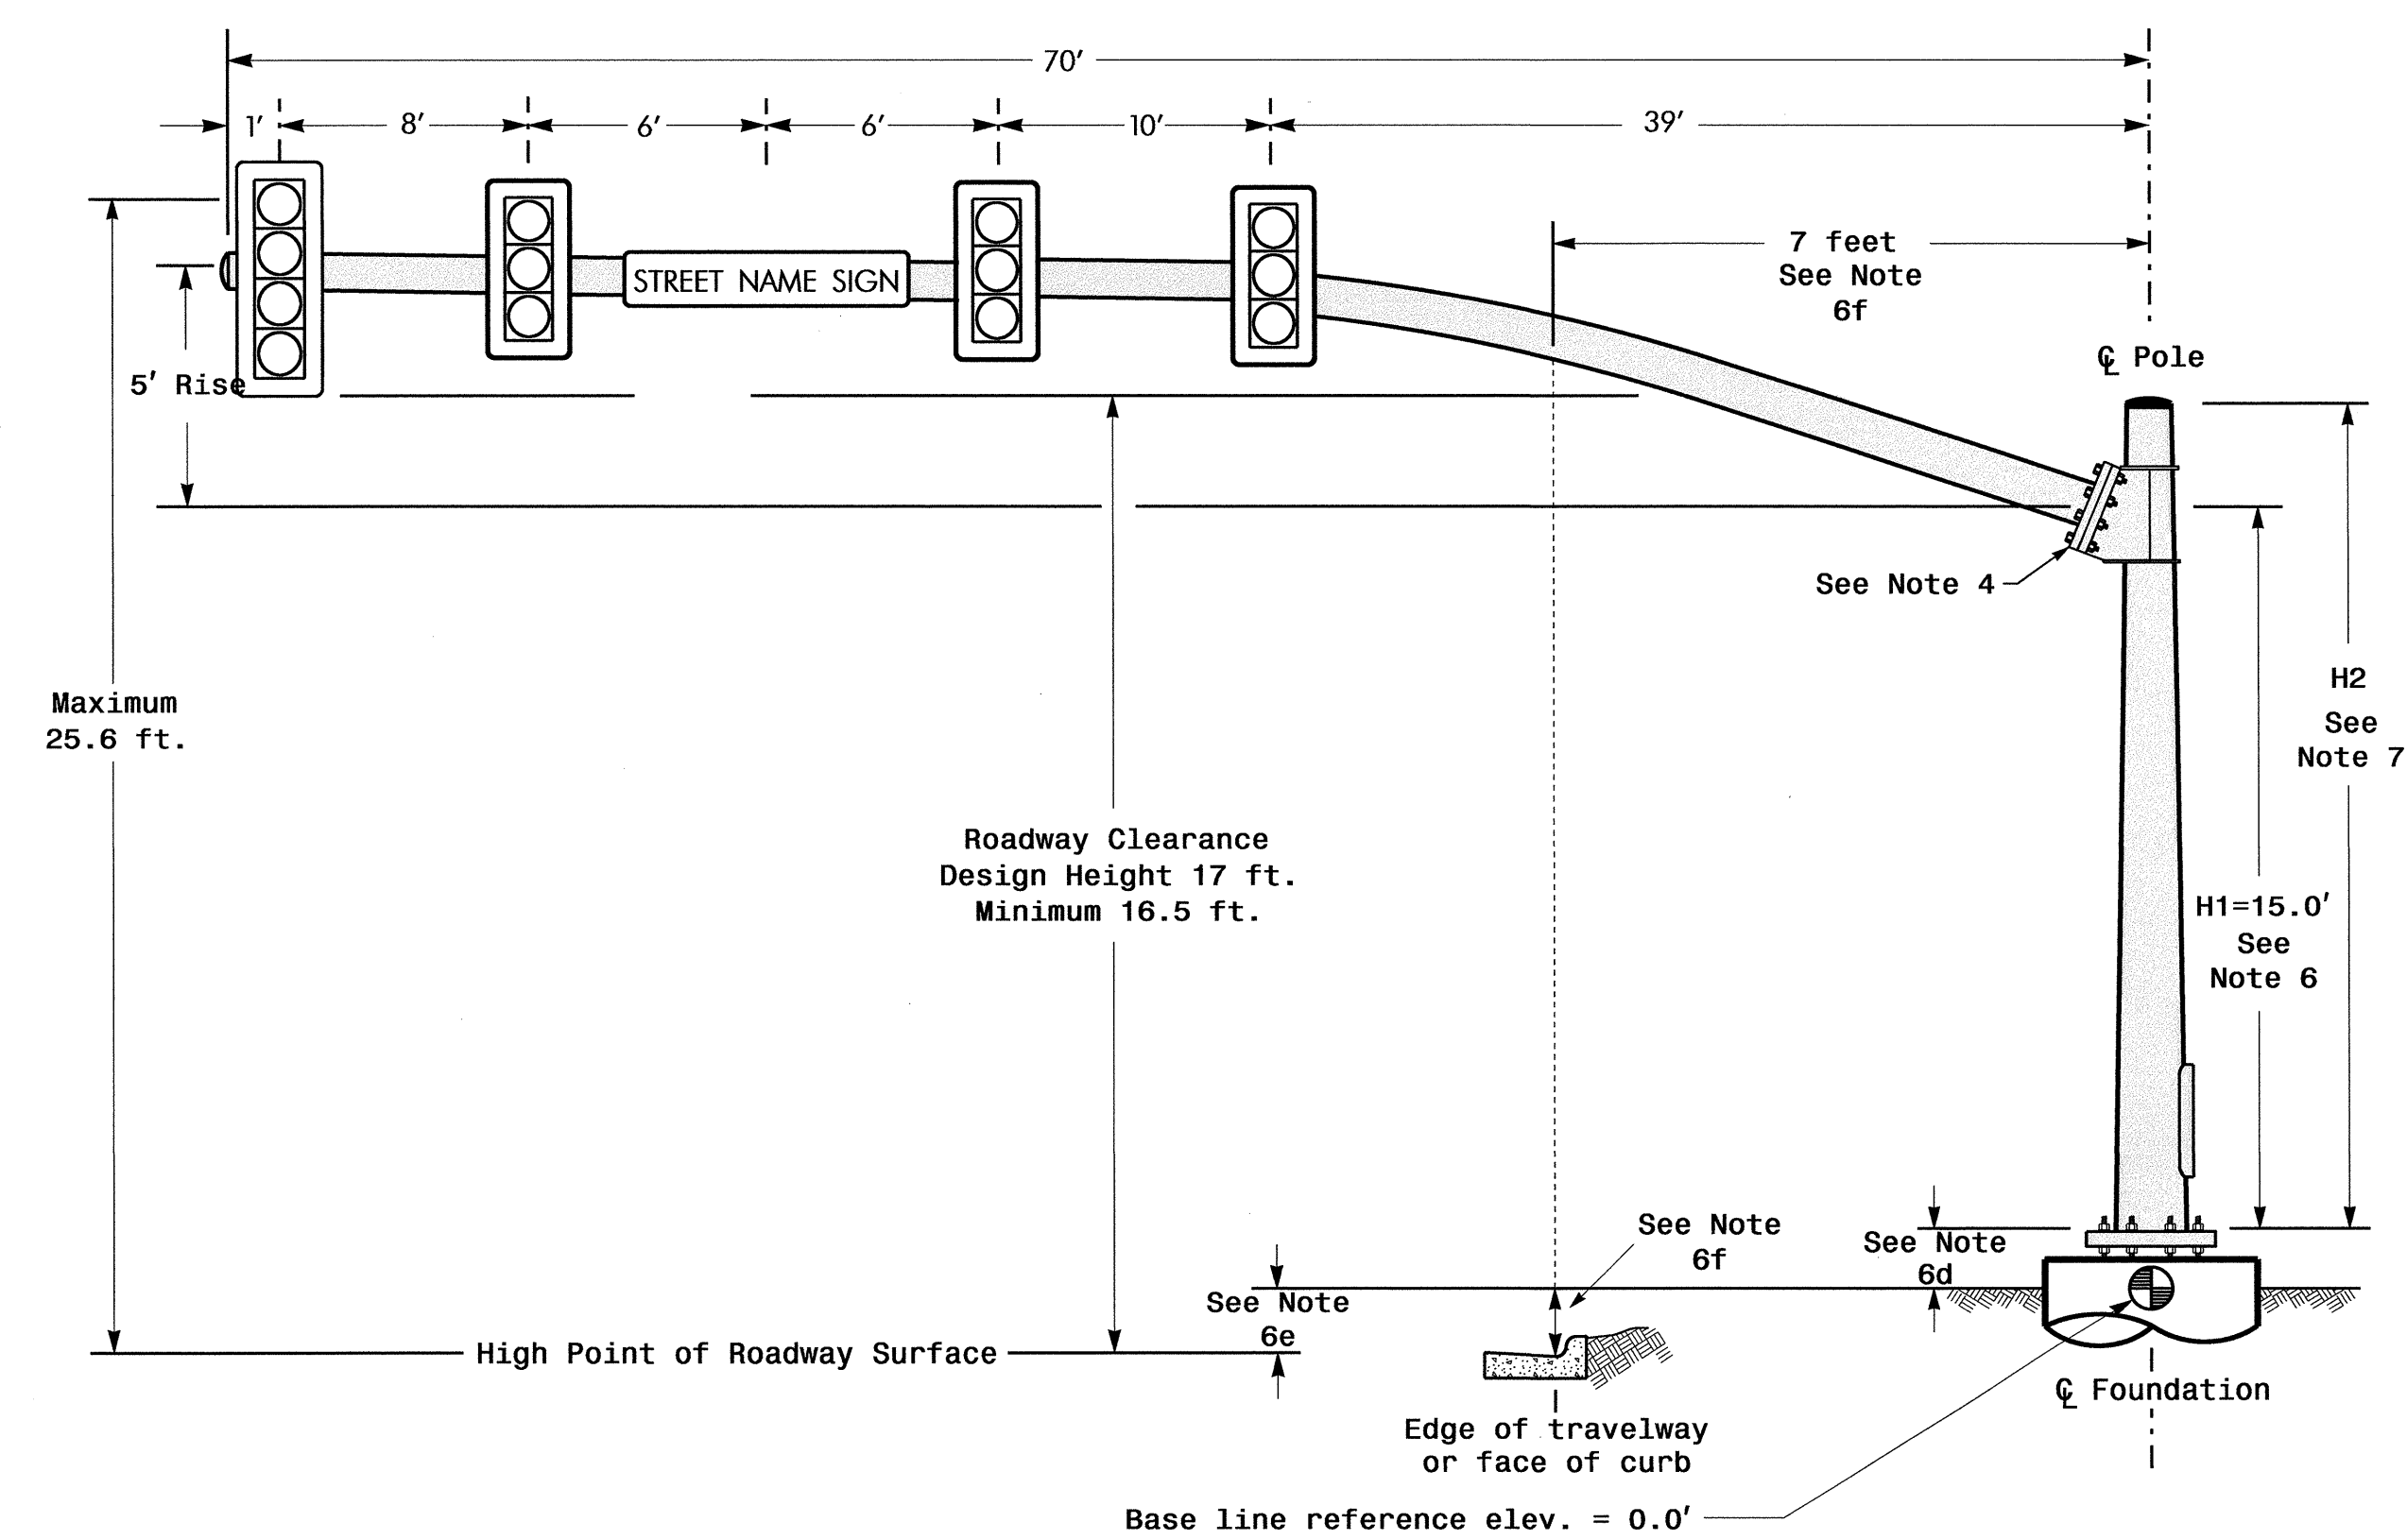 70'
1'
8'
6'
6'
10'
39'
STREET NAME SIGN
7 feet
See Note
6f
℄ Pole
5' Rise
See Note 4
Maximum
25.6 ft.
H2
See
Note 7
Roadway Clearance
Design Height 17 ft.
Minimum 16.5 ft.
H1=15.0'
See
Note 6
See Note
6f
See Note
6d
See Note
6e
High Point of Roadway Surface
℄ Foundation
Edge of travelway
or face of curb
Base line reference elev. = 0.0'